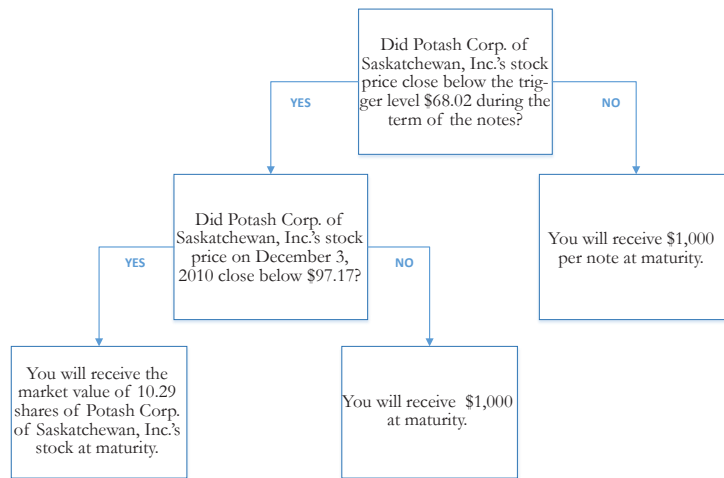 Did Potash Corp. of
Saskatchewan, Inc.'s stock
price close below the trig-
ger level $68.02 during the
term of the notes?
YES
NO
Did Potash Corp. of
Saskatchewan, Inc.'s stock
price on December 3,
2010 close below $97.17?
You will receive $1,000
per note at maturity.
YES
NO
You will receive the
market value of 10.29
shares of Potash Corp.
of Saskatchewan, Inc.'s
stock at maturity.
You will receive $1,000
at maturity.